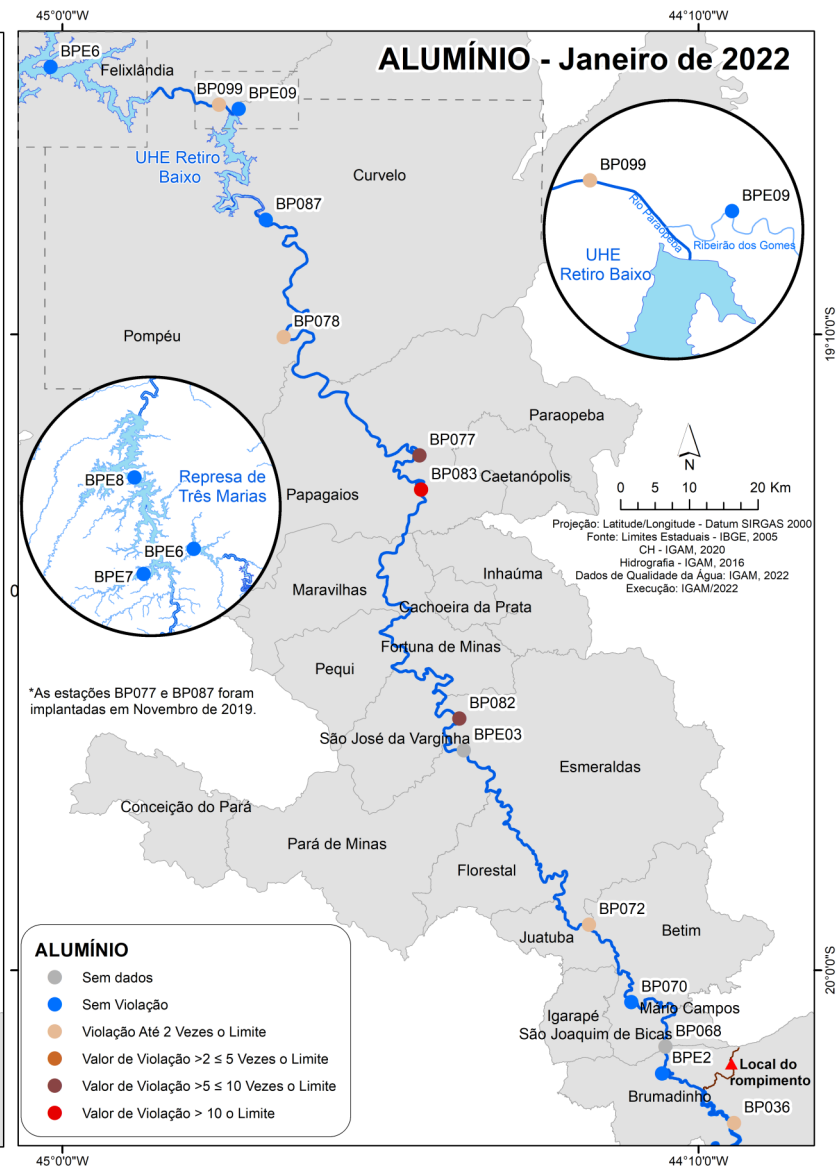 45°0'0"W
44°10'0"W
ALUMÍNIO - Janeiro de 2022
BPE6
Felixlândia
BP099
BPE09
UHE Retiro
Baixo
Curvelo
BP087
BP099
BPE09
Rio Paraopeba
Ribeirão dos Gomes
UHE
Retiro Baixo
BP078
Pompéu
19°10'0"S
Paraopeba
BP077
BP083
Caetanópolis
Papagaios
N
0 5 10 20 Km
Projeção: Latitude/Longitude - Datum SIRGAS 2000
Fonte: Limites Estaduais - IBGE, 2005
CH - IGAM, 2020
Hidrografia - IGAM, 2016
Dados de Qualidade da Água: IGAM, 2022
Execução: IGAM/2022
BPE8
Represa de
Três Marias
BPE6
BPE7
0
Inhaúma
Maravilhas
Cachoeira da Prata
Fortuna de Minas
Pequi
*As estações BP077 e BP087 foram
implantadas em Novembro de 2019.
BP082
São José da Varginha
BPE03
Esmeraldas
Conceição do Pará
Pará de Minas
Florestal
BP072
Juatuba
Betim
20°0'0"S
BP070
Mário Campos
Igarapé
São Joaquim de Bicas
BP068
BPE2
Local do
rompimento
Brumadinho
BP036
ALUMÍNIO
Sem dados
Sem Violação
Violação Até 2 Vezes o Limite
Valor de Violação >2 ≤ 5 Vezes o Limite
Valor de Violação >5 ≤ 10 Vezes o Limite
Valor de Violação > 10 o Limite
45°0'0"W
44°10'0"W